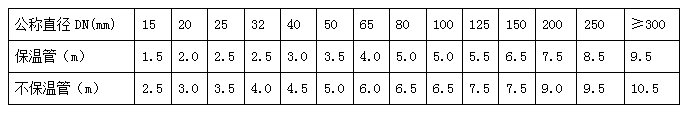 公称直径DN(mm) 15 20 25 32 40 50 65 80 100 125 150 200 250 ≥300
保温管（m） 1.5 2.0 2.5 2.5 3.0 3.5 4.0 5.0 5.0 5.5 6.5 7.5 8.5 9.5
不保温管（m） 2.5 3.0 3.5 4.0 4.5 5.0 6.0 6.5 6.5 7.5 7.5 9.0 9.5 10.5